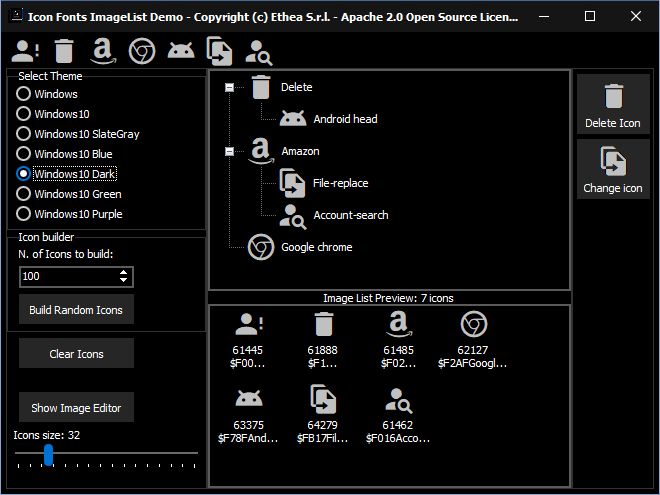 Icon Fonts ImageList Demo - Copyright (c) Ethea S.r.l. - Apache 2.0 Open Source Licen...
Select Theme
Windows
Windows10
Windows10 SlateGray
Windows10 Blue
Windows10 Dark
Windows10 Green
Windows10 Purple
Icon builder
N. of Icons to build:
100
Build Random Icons
Clear Icons
Show Image Editor
Icons size: 32
Delete
Android head
Amazon
File-replace
Account-search
Google chrome
Image List Preview: 7 icons
61445 61888 61485 62127
$F00... $F1... $F02... $F2AFGoogl...
63375 64279 61462
$F78FAnd... $FB17Fil... $F016Acco...
Delete Icon
Change icon